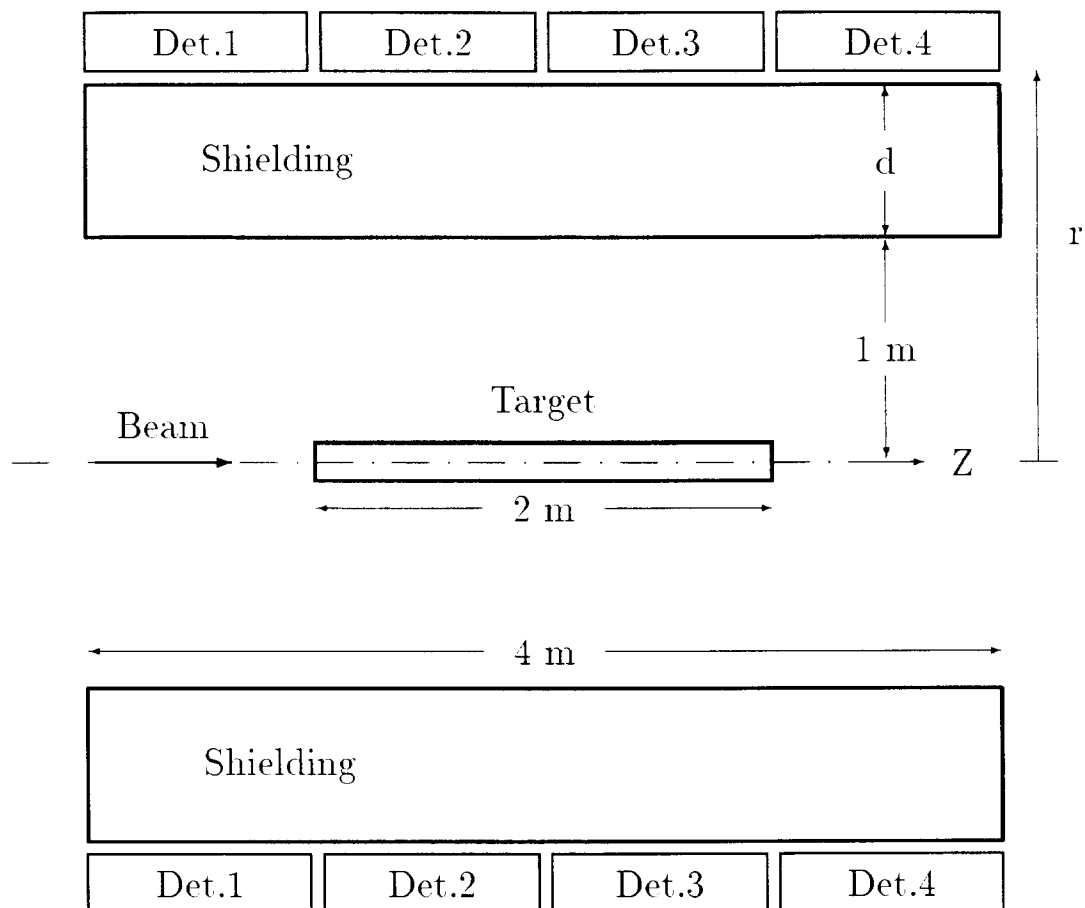 Det.1 Det.2 Det.3 Det.4
Shielding
d
r
1 m
Target
Beam
Z
2 m
4 m
Shielding
Det.1 Det.2 Det.3 Det.4